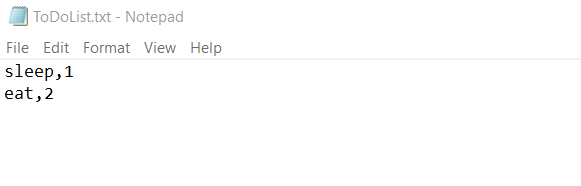 ToDoList.txt - Notepad
File Edit Format View Help
sleep,1
eat,2